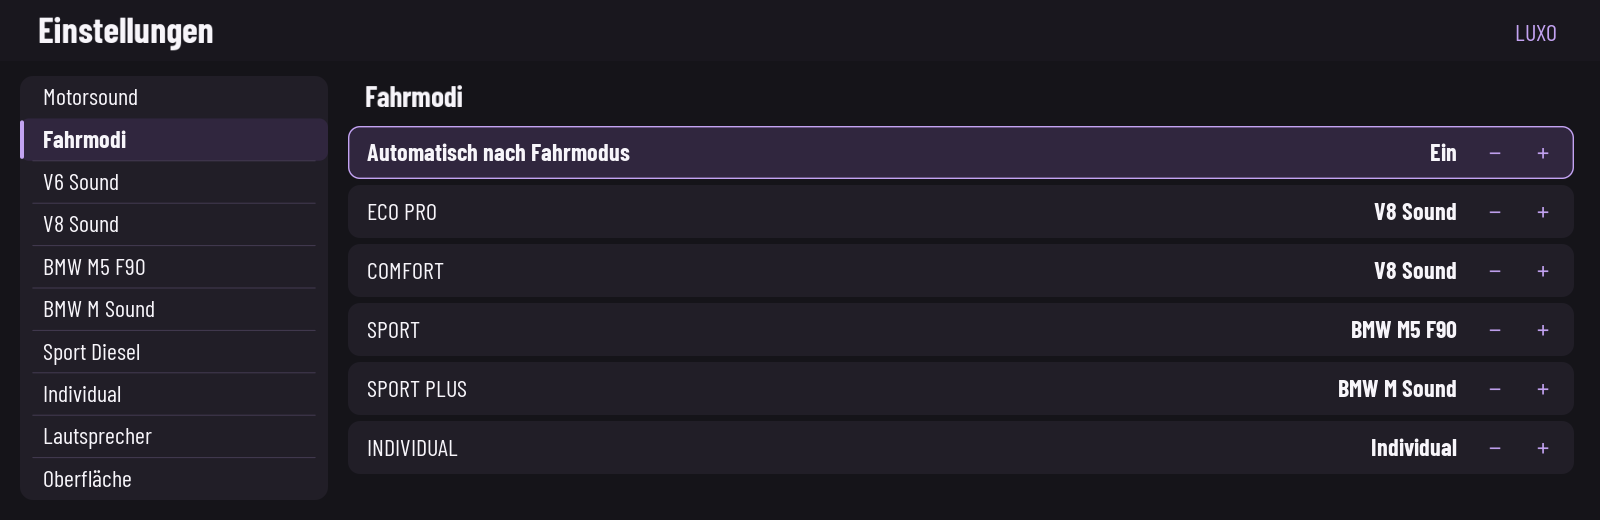 Einstellungen
LUXO
Motorsound
Fahrmodi
V6 Sound
V8 Sound
BMW M5 F90
BMW M Sound
Sport Diesel
Individual
Lautsprecher
Oberfläche
Fahrmodi
Automatisch nach Fahrmodus Ein − +
ECO PRO V8 Sound − +
COMFORT V8 Sound − +
SPORT BMW M5 F90 − +
SPORT PLUS BMW M Sound − +
INDIVIDUAL Individual − +